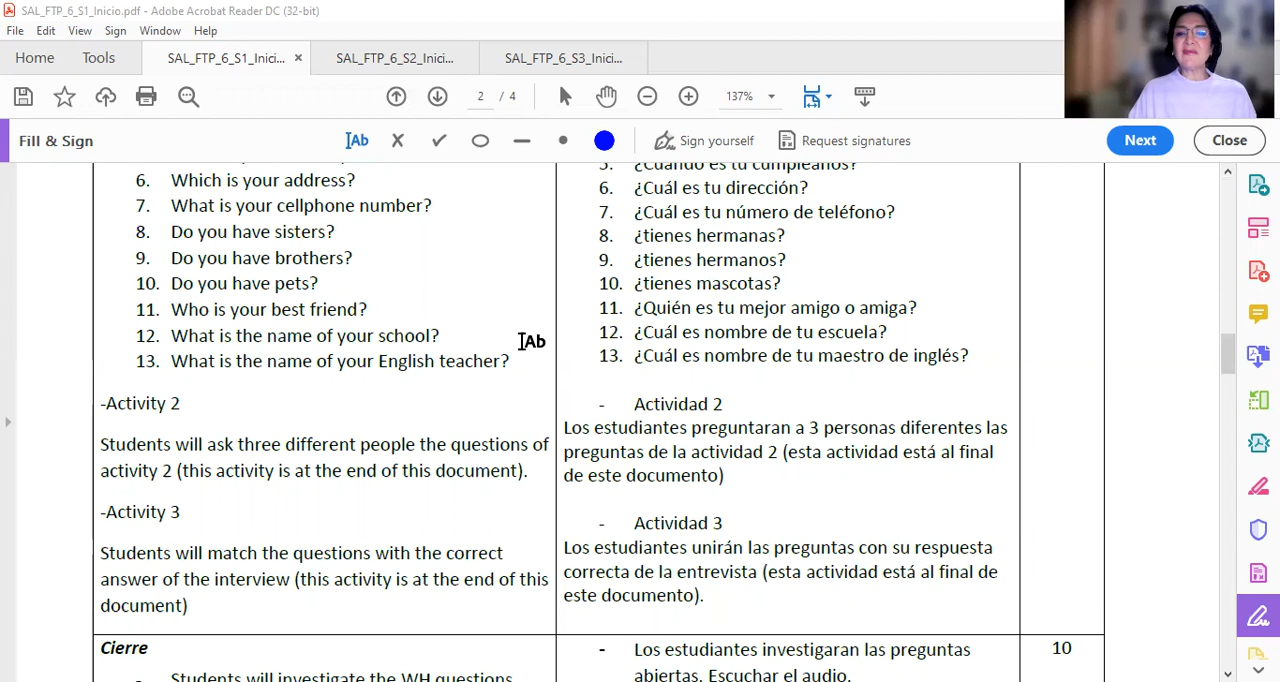 SAL_FTP_6_S1_Inicio.pdf - Adobe Acrobat Reader DC (32-bit)
File Edit View Sign Window Help
Home Tools SAL_FTP_6_S1_Inici... × SAL_FTP_6_S2_Inici... SAL_FTP_6_S3_Inici...
2 / 4 137%
Fill & Sign Ab Sign yourself Request signatures Next Close
6. Which is your address?
7. What is your cellphone number?
8. Do you have sisters?
9. Do you have brothers?
10. Do you have pets?
11. Who is your best friend?
12. What is the name of your school?
13. What is the name of your English teacher?
Ab
-Activity 2
Students will ask three different people the questions of
activity 2 (this activity is at the end of this document).
-Activity 3
Students will match the questions with the correct
answer of the interview (this activity is at the end of this
document)
Cierre
- Students will investigate the WH questions
5. ¿Cuándo es tu cumpleaños?
6. ¿Cuál es tu dirección?
7. ¿Cuál es tu número de teléfono?
8. ¿tienes hermanas?
9. ¿tienes hermanos?
10. ¿tienes mascotas?
11. ¿Quién es tu mejor amigo o amiga?
12. ¿Cuál es nombre de tu escuela?
13. ¿Cuál es nombre de tu maestro de inglés?
- Actividad 2
Los estudiantes preguntaran a 3 personas diferentes las
preguntas de la actividad 2 (esta actividad está al final
de este documento)
- Actividad 3
Los estudiantes unirán las preguntas con su respuesta
correcta de la entrevista (esta actividad está al final de
este documento).
- Los estudiantes investigaran las preguntas
abiertas. Escuchar el audio.
10